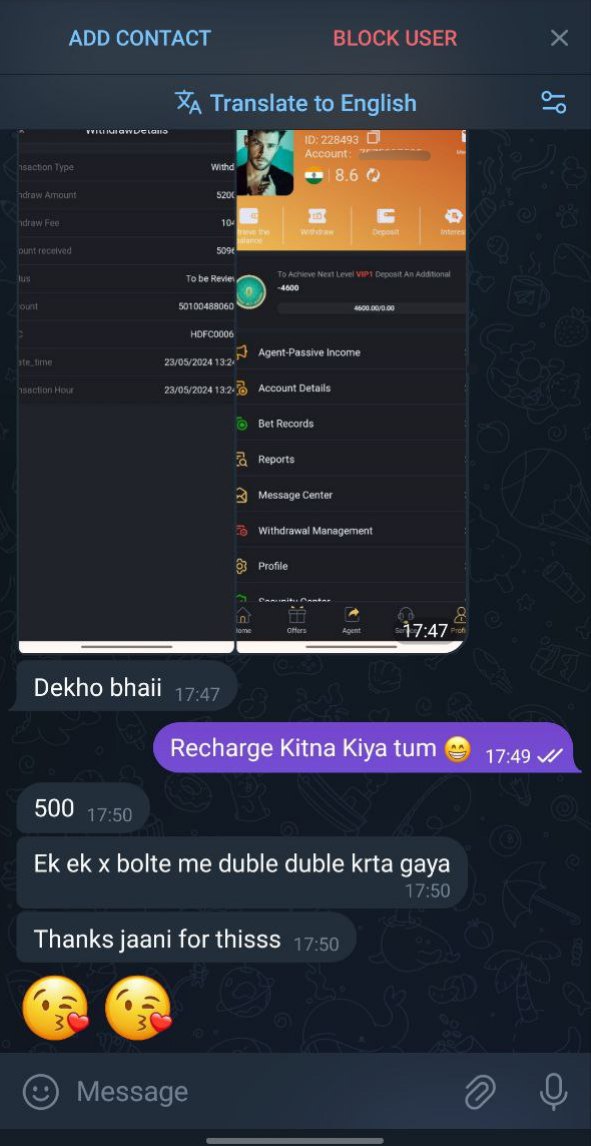 ADD CONTACT
BLOCK USER
Translate to English
WithdrawDetails
nsaction Type
Withd
hdraw Amount
5200
hdraw Fee
104
ount received
5096
tus
To be Review
ount
50100488060
HDFC0006
ate_time
23/05/2024 13:24
nsaction Hour
23/05/2024 13:24
ID: 228493
Account:
8.6
trieve the
balance
Withdraw
Deposit
Interes
To Achieve Next Level VIP1 Deposit An Additional
-4600
4600.00/0.00
Agent-Passive Income
Account Details
Bet Records
Reports
Message Center
Withdrawal Management
Profile
Security Center
ome
Offers
Agent
Profi
17:47
Dekho bhaii 17:47
Recharge Kitna Kiya tum 😁 17:49
500 17:50
Ek ek x bolte me duble duble krta gaya
17:50
Thanks jaani for thisss 17:50
😘 😘
Message